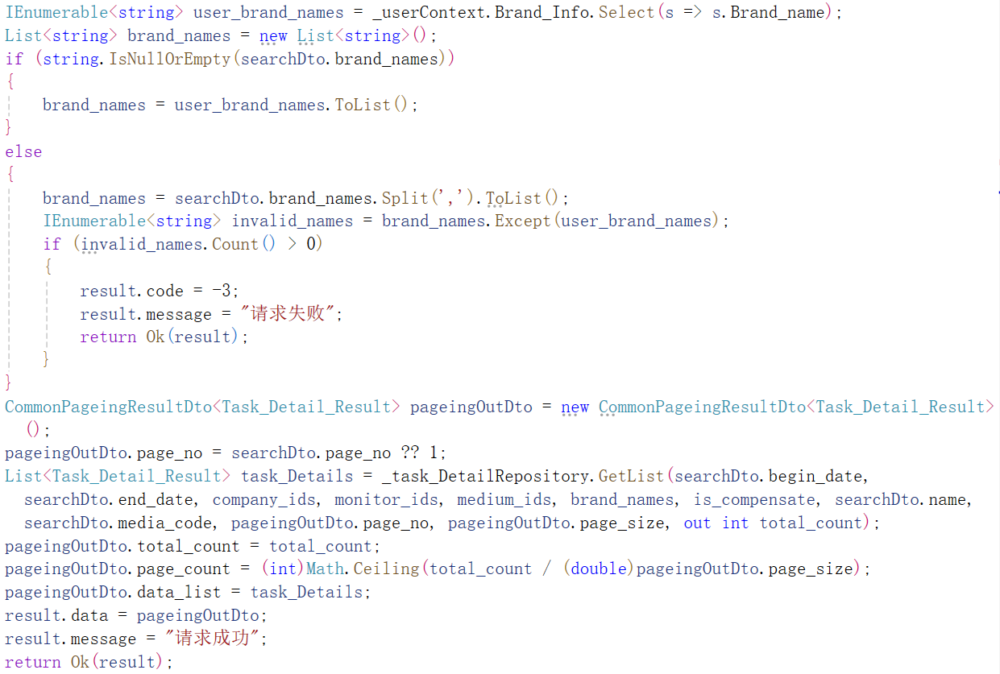 IEnumerable<string> user_brand_names = _userContext.Brand_Info.Select(s => s.Brand_name);
List<string> brand_names = new List<string>();
if (string.IsNullOrEmpty(searchDto.brand_names))
{
    brand_names = user_brand_names.ToList();
}
else
{
    brand_names = searchDto.brand_names.Split(',').ToList();
    IEnumerable<string> invalid_names = brand_names.Except(user_brand_names);
    if (invalid_names.Count() > 0)
    {
        result.code = -3;
        result.message = "请求失败";
        return Ok(result);
    }
}
CommonPageingResultDto<Task_Detail_Result> pageingOutDto = new CommonPageingResultDto<Task_Detail_Result>
  ();
pageingOutDto.page_no = searchDto.page_no ?? 1;
List<Task_Detail_Result> task_Details = _task_DetailRepository.GetList(searchDto.begin_date,
  searchDto.end_date, company_ids, monitor_ids, medium_ids, brand_names, is_compensate, searchDto.name,
  searchDto.media_code, pageingOutDto.page_no, pageingOutDto.page_size, out int total_count);
pageingOutDto.total_count = total_count;
pageingOutDto.page_count = (int)Math.Ceiling(total_count / (double)pageingOutDto.page_size);
pageingOutDto.data_list = task_Details;
result.data = pageingOutDto;
result.message = "请求成功";
return Ok(result);